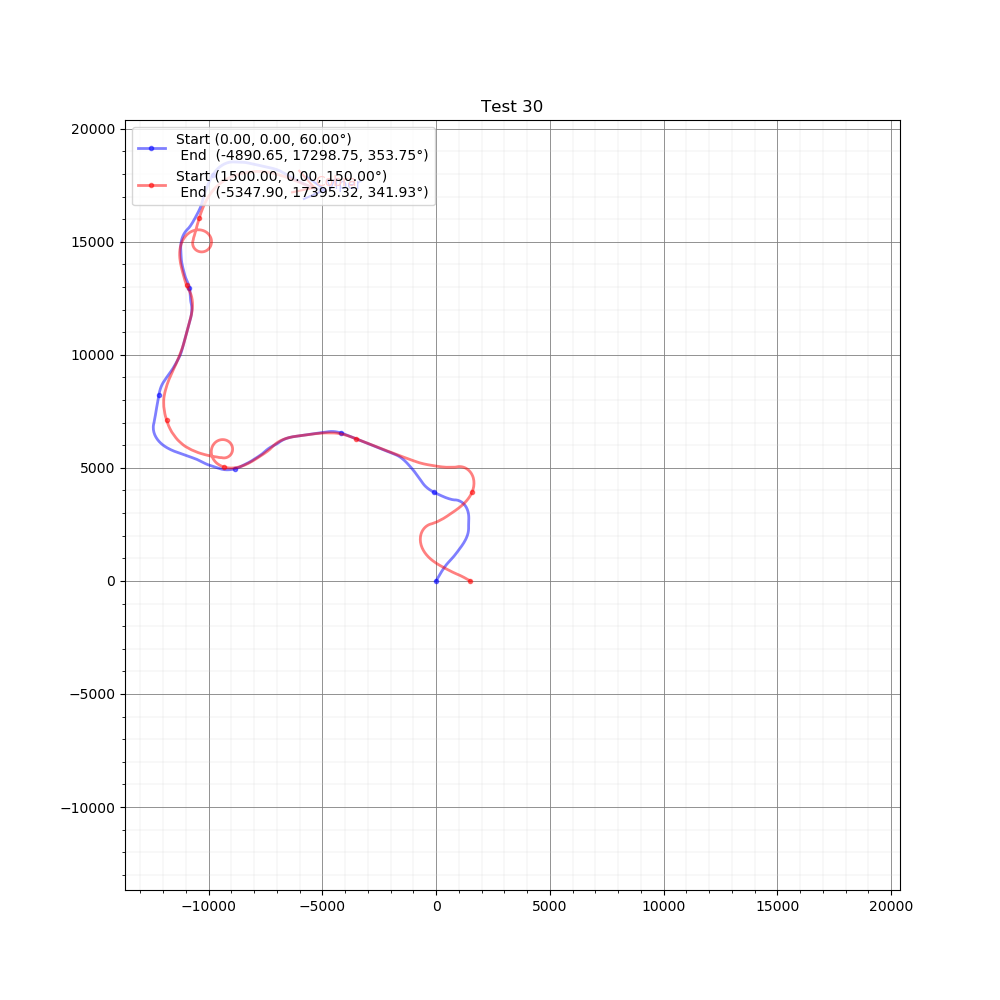 Test 30
Start (0.00, 0.00, 60.00°)
End (-4890.65, 17298.75, 353.75°)
Start (1500.00, 0.00, 150.00°)
End (-5347.90, 17395.32, 341.93°)
20000
15000
10000
5000
0
−5000
−10000
−10000 −5000 0 5000 10000 15000 20000